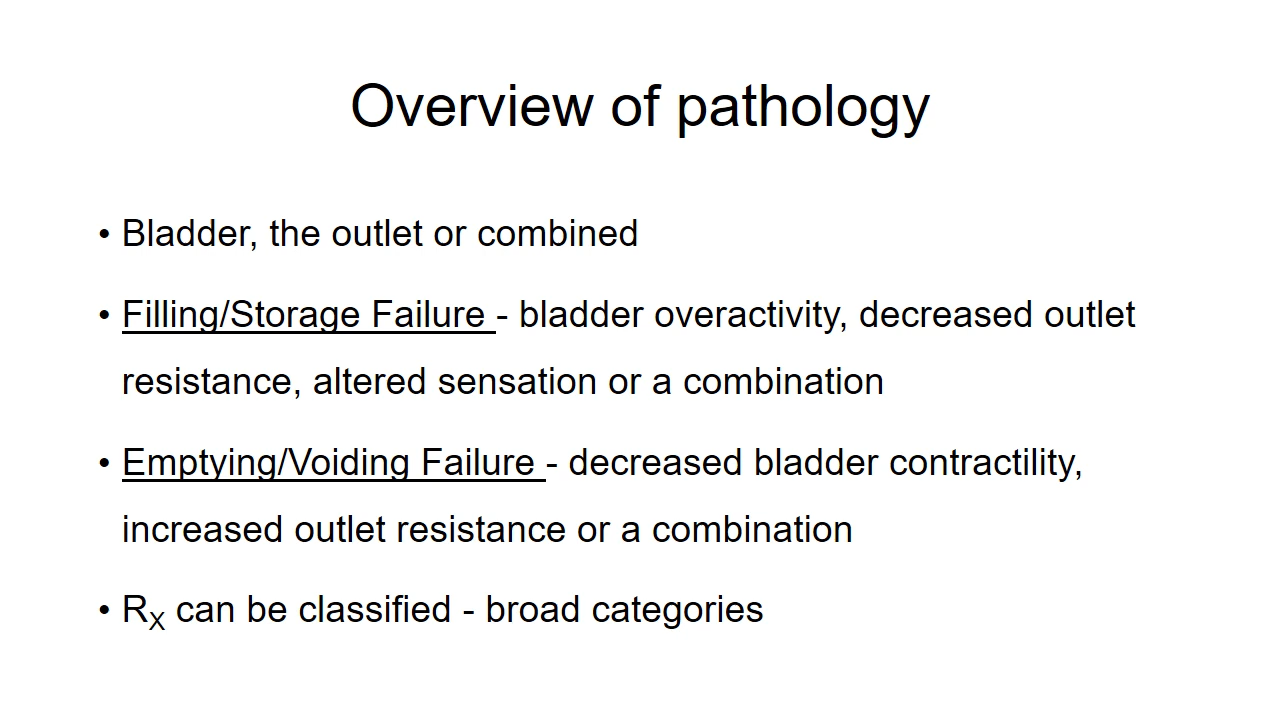 Overview of pathology
• Bladder, the outlet or combined
• Filling/Storage Failure - bladder overactivity, decreased outlet
resistance, altered sensation or a combination
• Emptying/Voiding Failure - decreased bladder contractility,
increased outlet resistance or a combination
• RX can be classified - broad categories